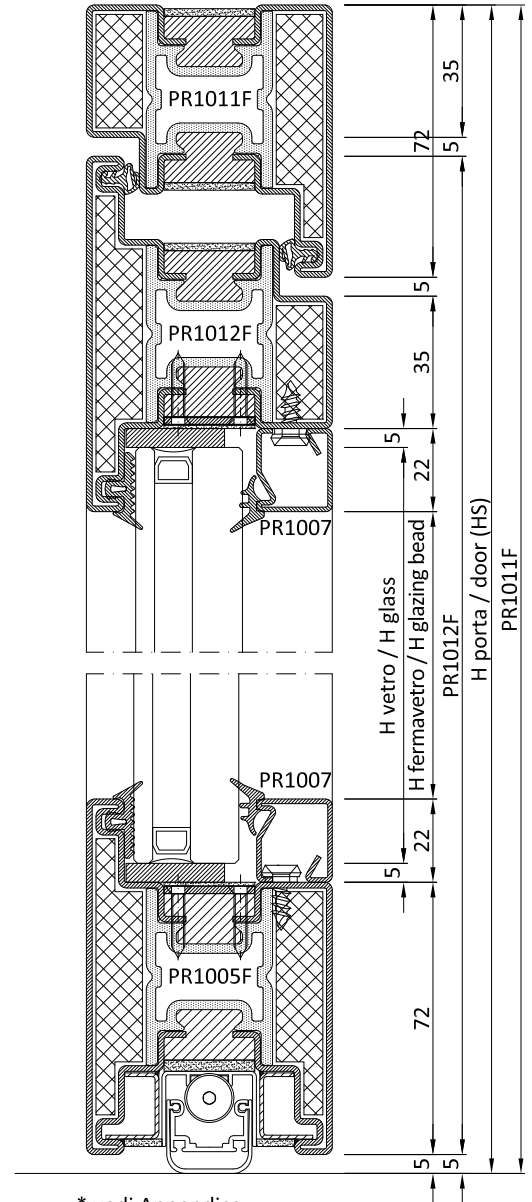 PR1011F
35
72
5
5
PR1012F
35
5
22
PR1007
H vetro / H glass
H fermavetro / H glazing bead
PR1012F
H porta / door (HS)
PR1011F
PR1007
22
5
PR1005F
72
5
5